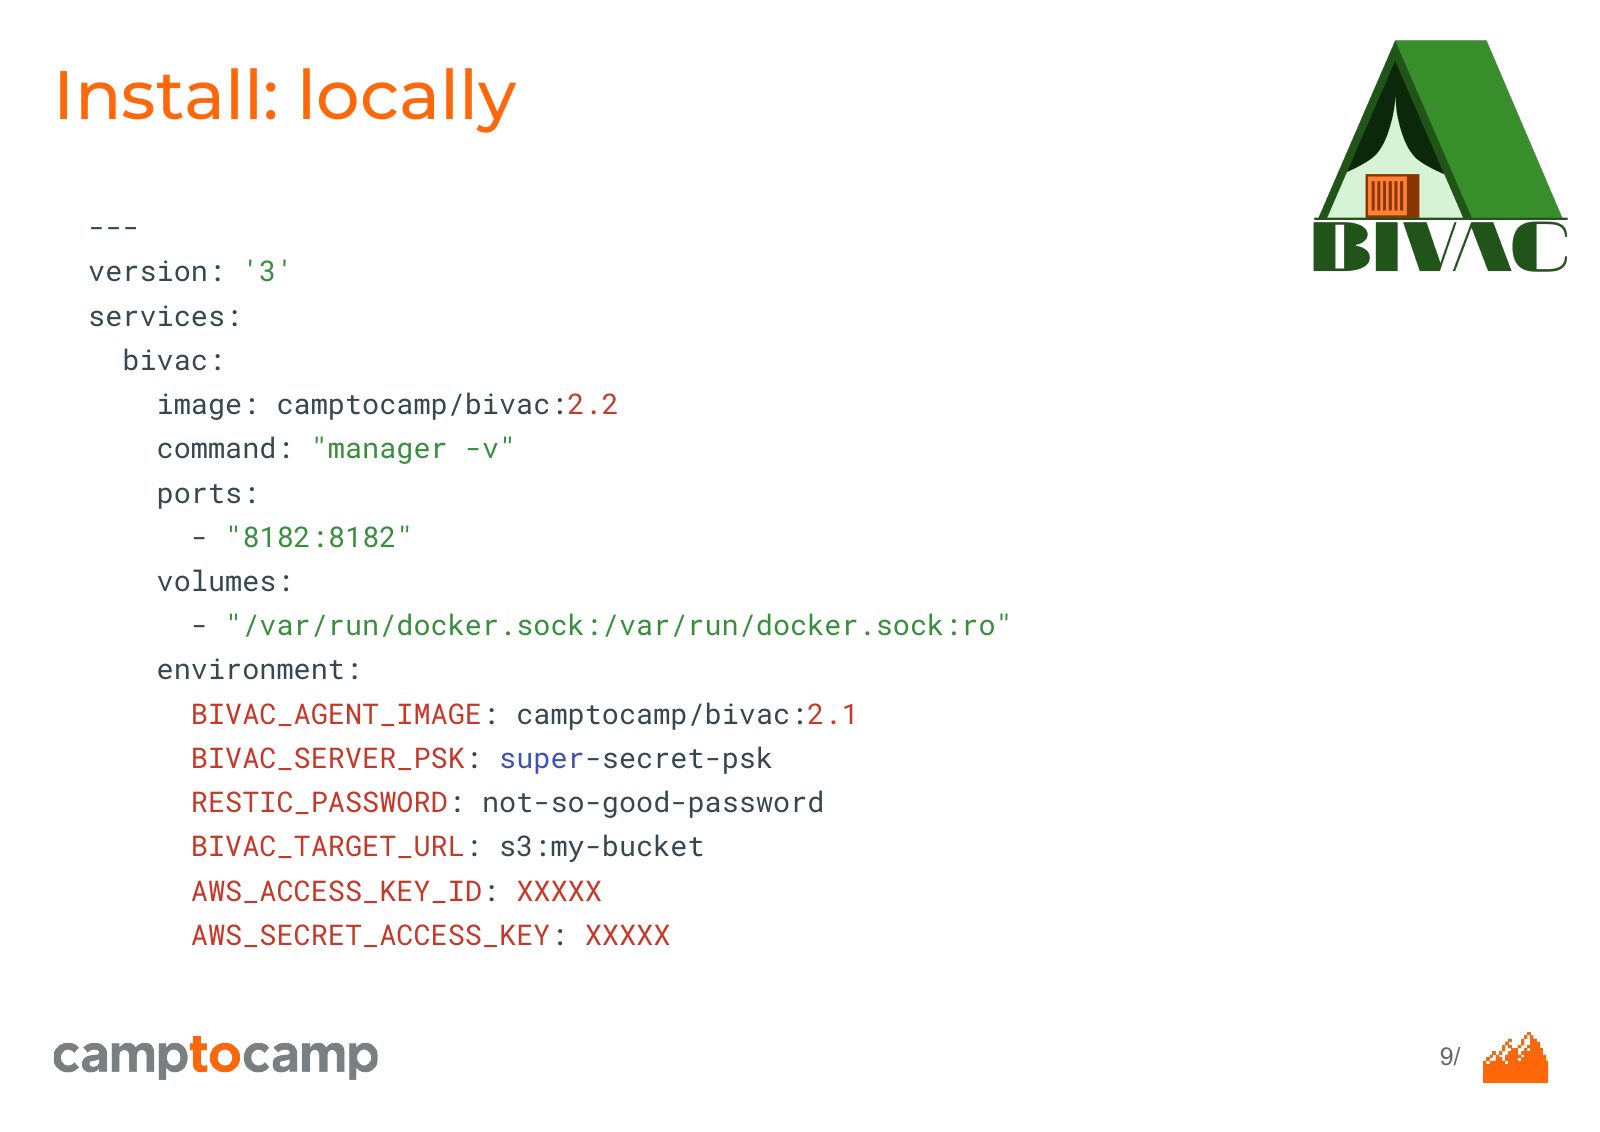 Install: locally
BIVAC
---
version: '3'
services:
  bivac:
    image: camptocamp/bivac:2.2
    command: "manager -v"
    ports:
      - "8182:8182"
    volumes:
      - "/var/run/docker.sock:/var/run/docker.sock:ro"
    environment:
      BIVAC_AGENT_IMAGE: camptocamp/bivac:2.1
      BIVAC_SERVER_PSK: super-secret-psk
      RESTIC_PASSWORD: not-so-good-password
      BIVAC_TARGET_URL: s3:my-bucket
      AWS_ACCESS_KEY_ID: XXXXX
      AWS_SECRET_ACCESS_KEY: XXXXX
camptocamp
9/